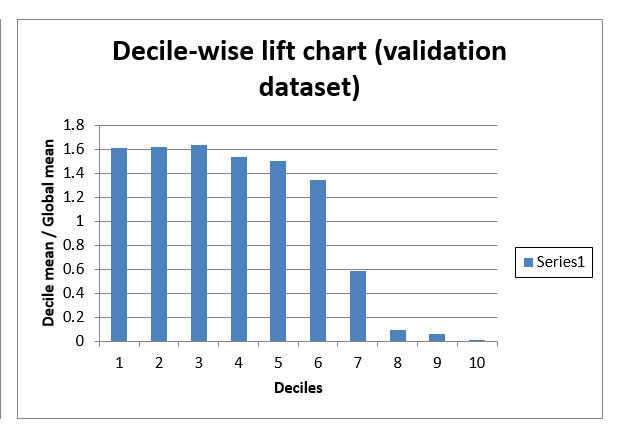 Decile-wise lift chart (validation
dataset)
1.8
1.6
1.4
1.2
1
0.8
0.6
0.4
0.2
0
Decile mean / Global mean
1 2 3 4 5 6 7 8 9 10
Deciles
Series1